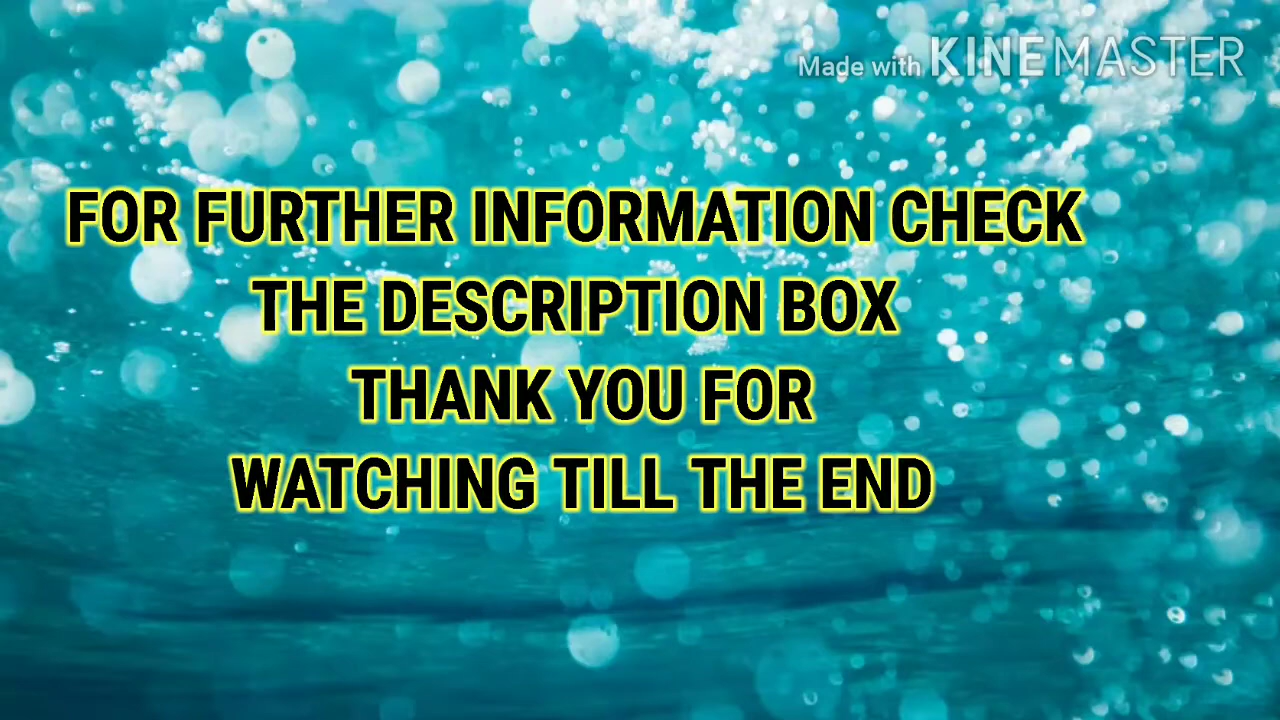 Made with KINEMASTER
FOR FURTHER INFORMATION CHECK
THE DESCRIPTION BOX
THANK YOU FOR
WATCHING TILL THE END